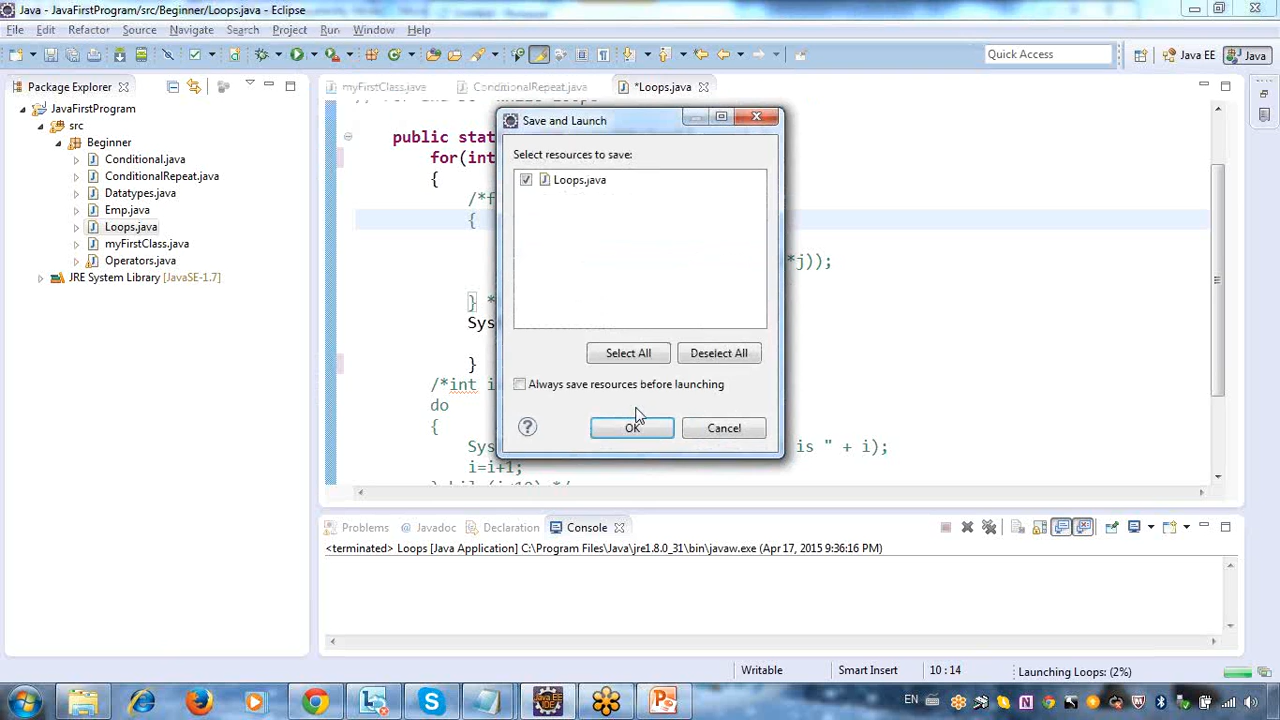 Java - JavaFirstProgram/src/Beginner/Loops.java - Eclipse
File Edit Refactor Source Navigate Search Project Run Window Help
Quick Access
Java EE
Java
Package Explorer
JavaFirstProgram
src
Beginner
Conditional.java
ConditionalRepeat.java
Datatypes.java
Emp.java
Loops.java
myFirstClass.java
Operators.java
JRE System Library [JavaSE-1.7]
myFirstClass.java
ConditionalRepeat.java
*Loops.java
public stat
for(int
{
/*f
{
*j));
} *
Sys
}
/*int i
do
{
Sys is " + i);
i=i+1;
Save and Launch
Select resources to save:
Loops.java
Select All
Deselect All
Always save resources before launching
?
OK
Cancel
Problems
Javadoc
Declaration
Console
<terminated> Loops [Java Application] C:\Program Files\Java\jre1.8.0_31\bin\javaw.exe (Apr 17, 2015 9:36:16 PM)
Writable
Smart Insert
10 : 14
Launching Loops: (2%)
EN